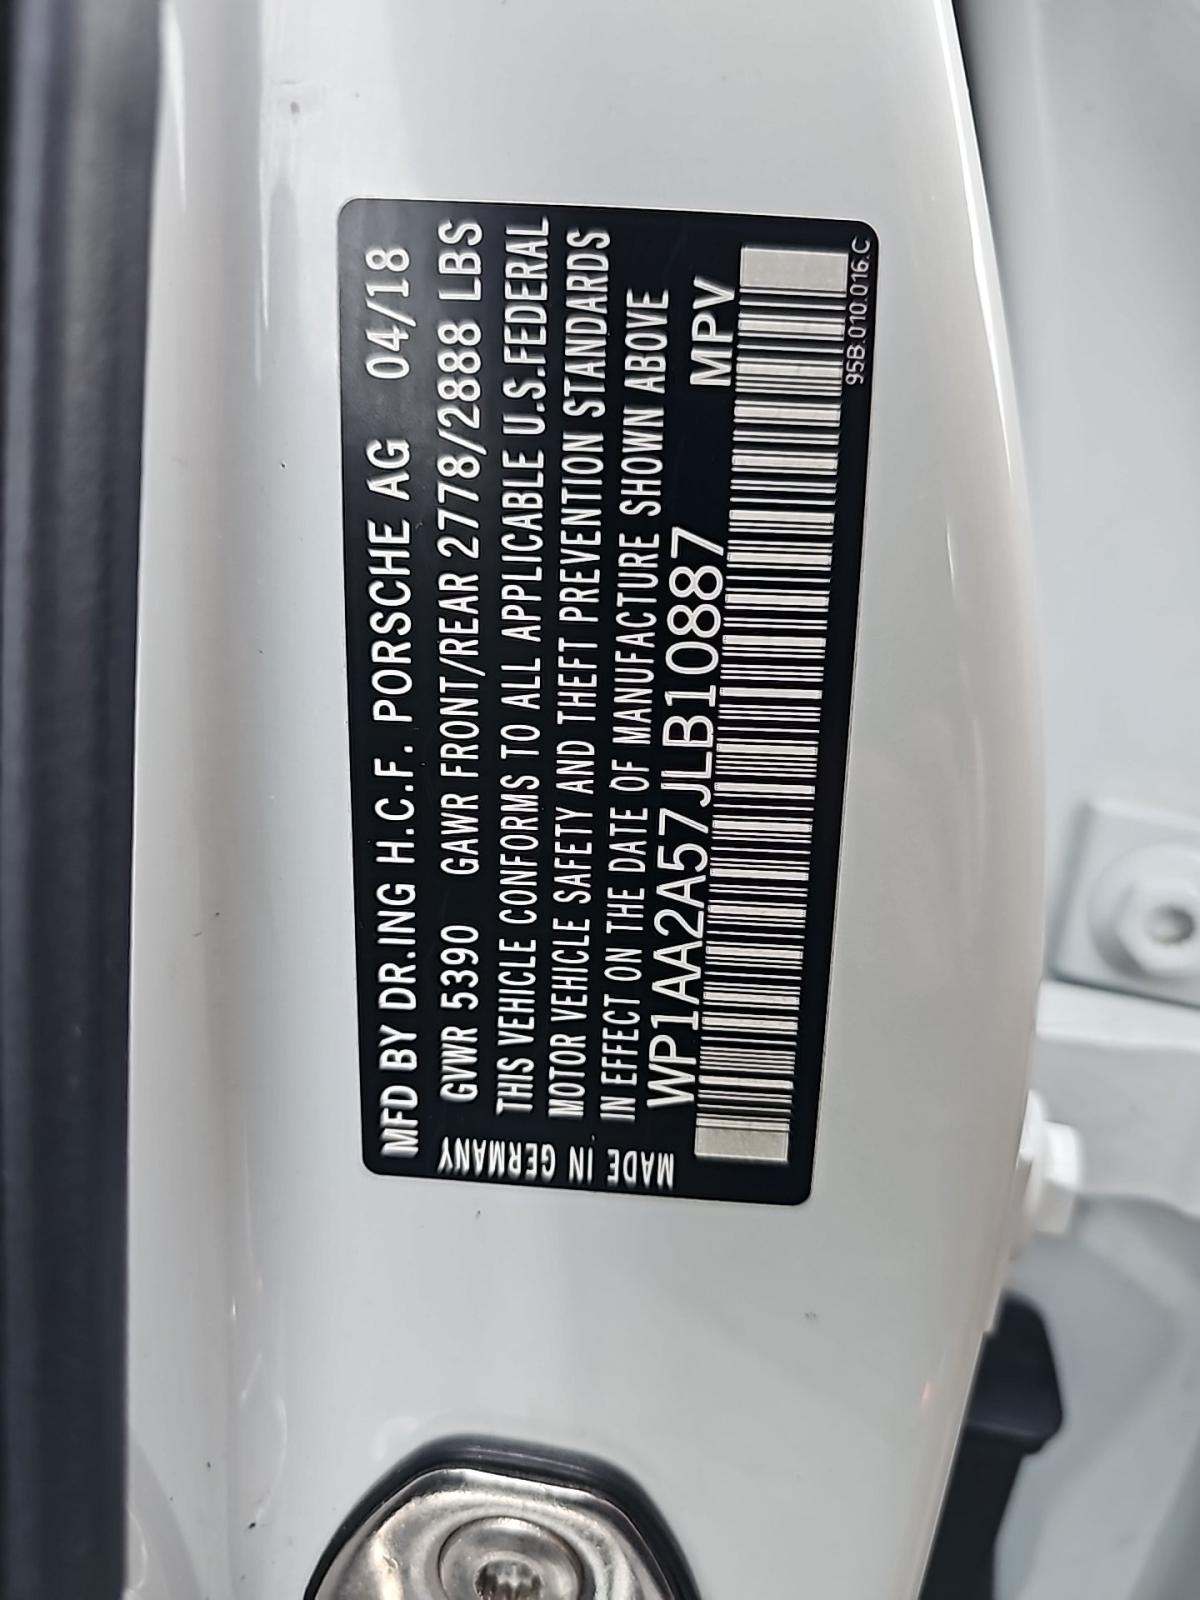 MFD BY DR.ING H.C.F. PORSCHE AG 04/18
GVWR 5390 GAWR FRONT/REAR 2778/2888 LBS
THIS VEHICLE CONFORMS TO ALL APPLICABLE U.S.FEDERAL
MOTOR VEHICLE SAFETY AND THEFT PREVENTION STANDARDS
IN EFFECT ON THE DATE OF MANUFACTURE SHOWN ABOVE
WP1AA2A57JLB10887 MPV
MADE IN GERMANY
95B.010.016.C